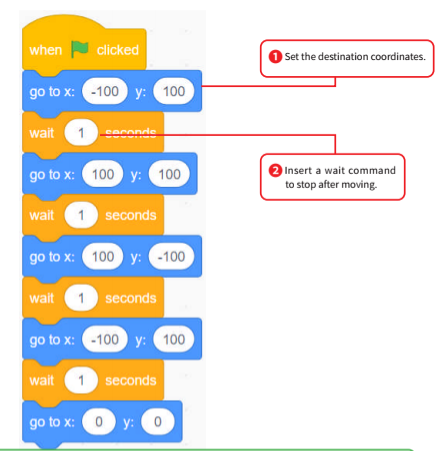 when clicked
go to x: -100 y: 100
wait 1 seconds
go to x: 100 y: 100
wait 1 seconds
go to x: 100 y: -100
wait 1 seconds
go to x: -100 y: 100
wait 1 seconds
go to x: 0 y: 0
1 Set the destination coordinates.
2 Insert a wait command
to stop after moving.